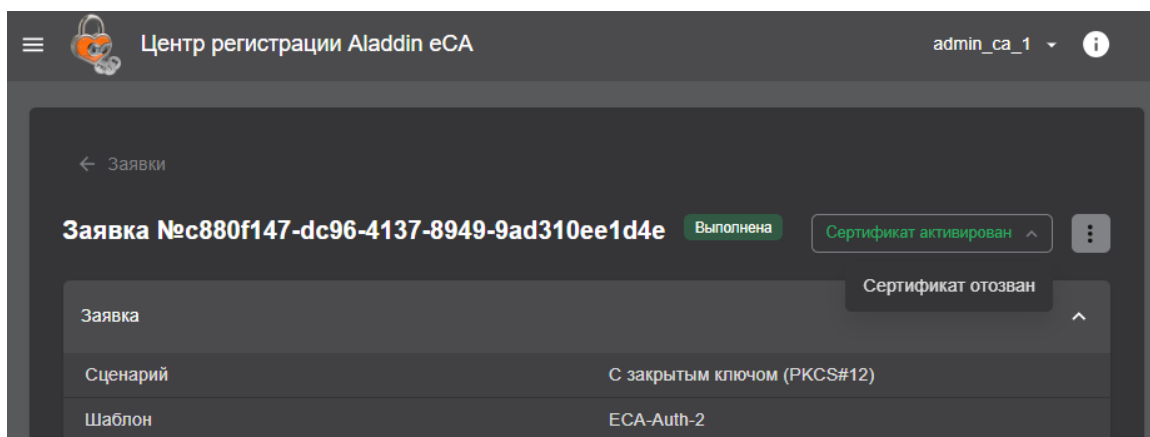 Центр регистрации Aladdin eCA
admin_ca_1
Заявки
Заявка №c880f147-dc96-4137-8949-9ad310ee1d4e Выполнена Сертификат активирован
Сертификат отозван
Заявка
Сценарий С закрытым ключом (PKCS#12)
Шаблон ECA-Auth-2